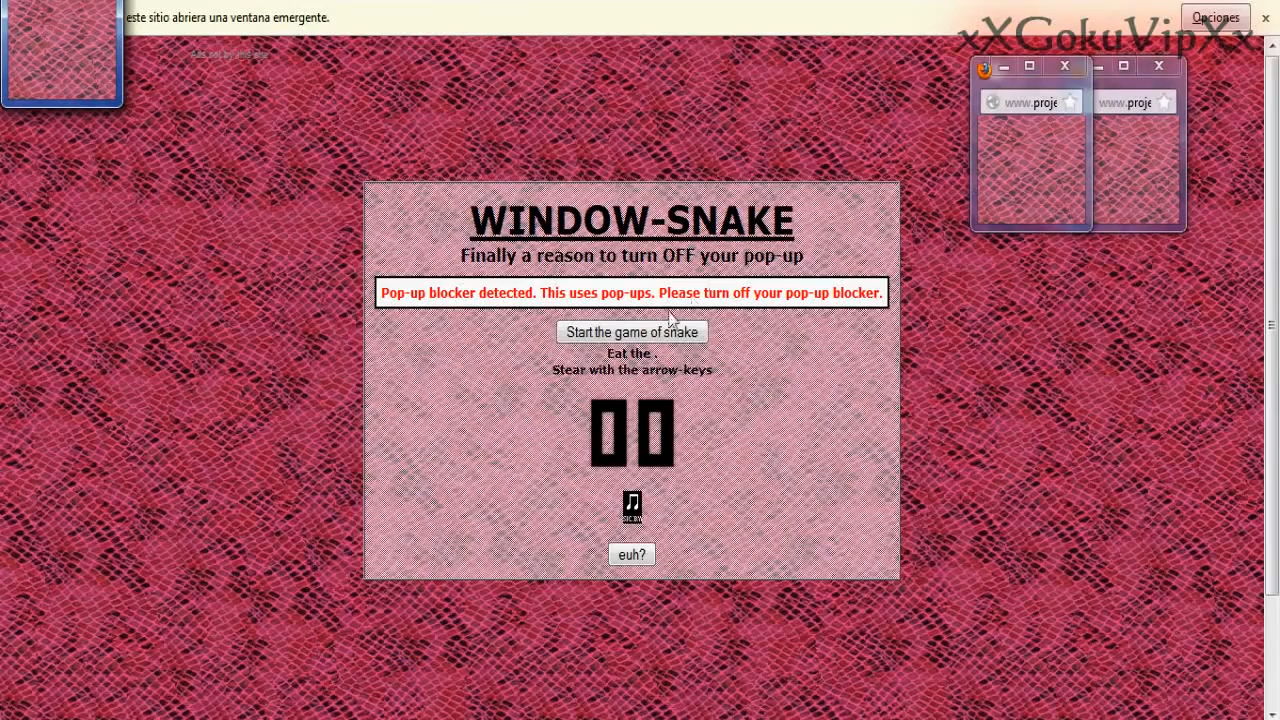 este sitio abriera una ventana emergente.
Opciones
xXGokuVipXx
www.proje
www.proje
WINDOW-SNAKE
Finally a reason to turn OFF your pop-up
Pop-up blocker detected. This uses pop-ups. Please turn off your pop-up blocker.
Start the game of snake
Eat the .
Stear with the arrow-keys
00
euh?